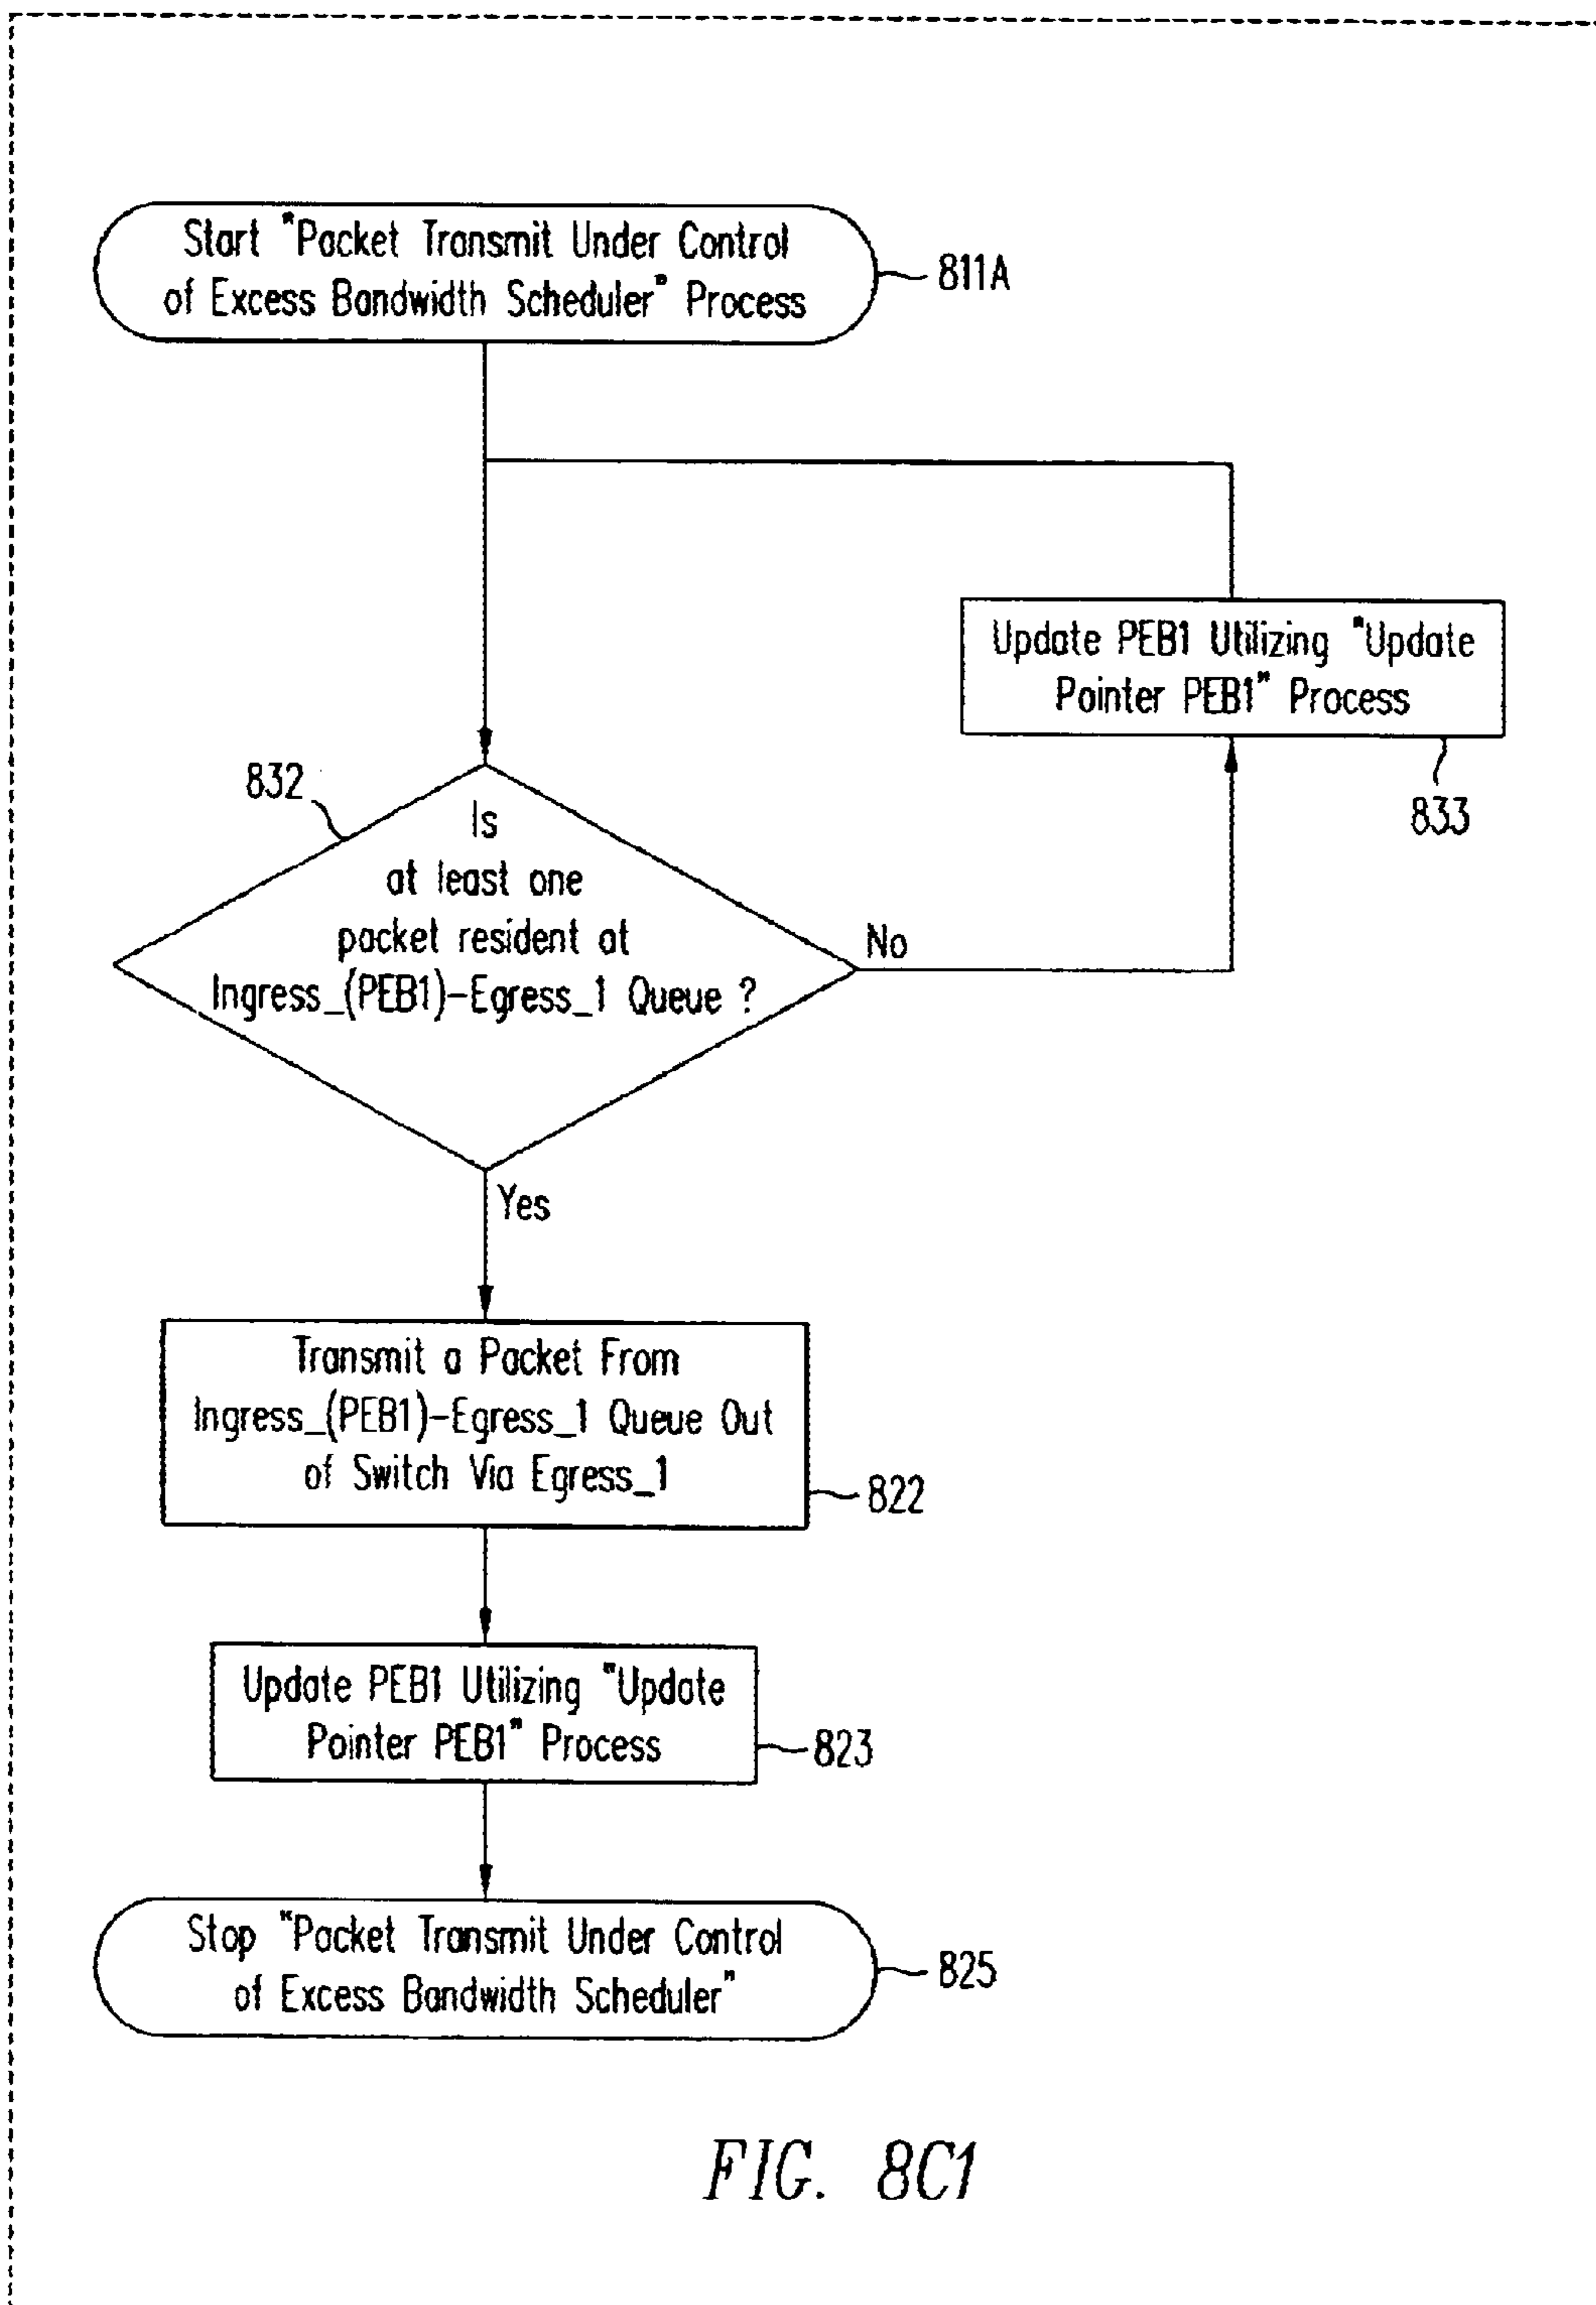 Start "Packet Transmit Under Control
of Excess Bandwidth Scheduler" Process
811A
Update PEB1 Utilizing "Update
Pointer PEB1" Process
833
832
Is
at least one
packet resident at
Ingress_(PEB1)-Egress_1 Queue ?
No
Yes
Transmit a Packet From
Ingress_(PEB1)-Egress_1 Queue Out
of Switch Via Egress_1
822
Update PEB1 Utilizing "Update
Pointer PEB1" Process
823
Stop "Packet Transmit Under Control
of Excess Bandwidth Scheduler"
825
FIG. 8C1